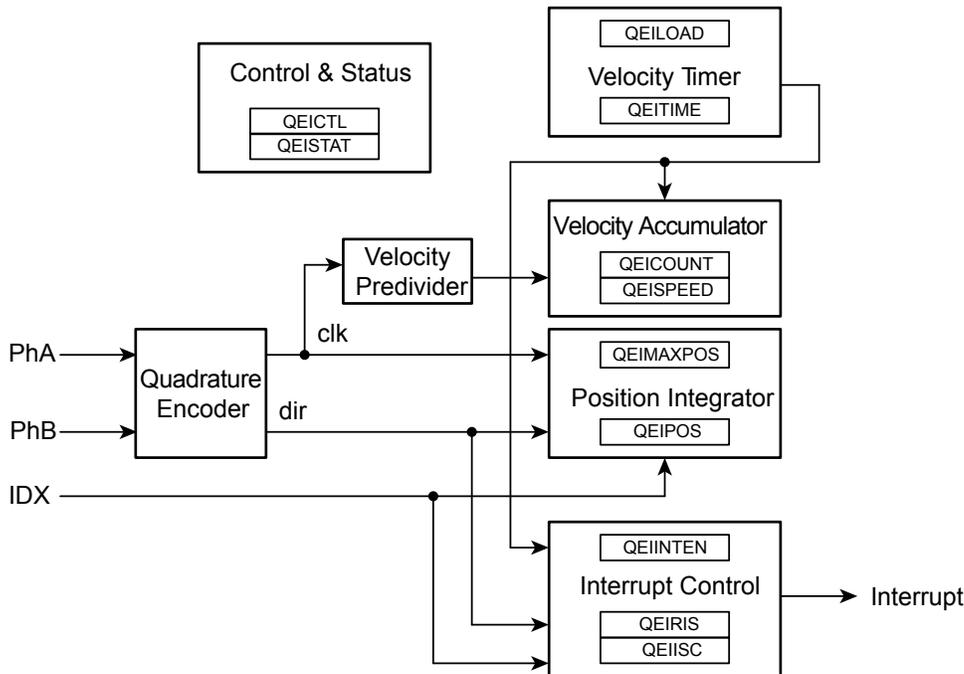 QEILOAD
Control & Status
Velocity Timer
QEICTL
QEITIME
QEISTAT
Velocity Accumulator
Velocity
Predivider
QEICOUNT
QEISPEED
clk
PhA
QEIMAXPOS
Quadrature
Encoder
Position Integrator
dir
PhB
QEIPOS
IDX
QEIINTEN
Interrupt Control
Interrupt
QEIRIS
QEIISC